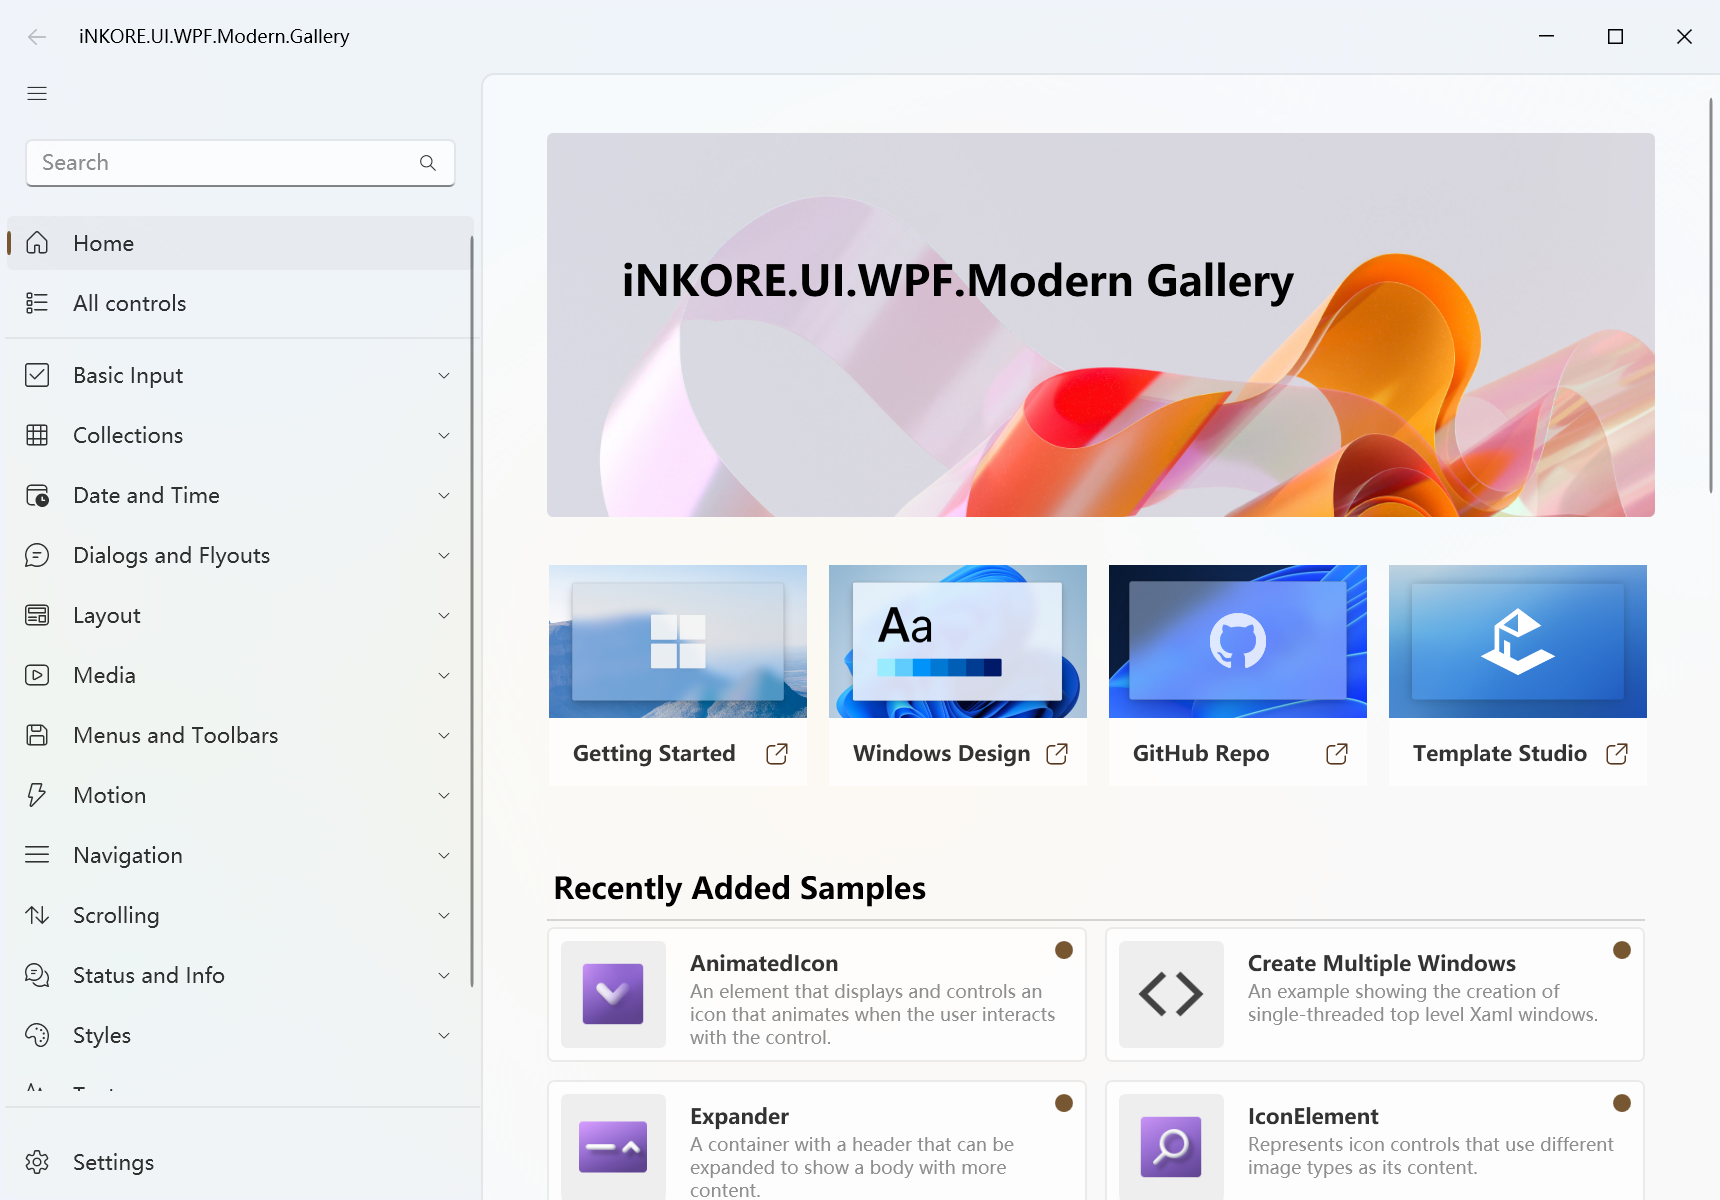 iNKORE.UI.WPF.Modern.Gallery
Search
Home
All controls
Basic Input
Collections
Date and Time
Dialogs and Flyouts
Layout
Media
Menus and Toolbars
Motion
Navigation
Scrolling
Status and Info
Styles
Settings
iNKORE.UI.WPF.Modern Gallery
Aa
Getting Started
Windows Design
GitHub Repo
Template Studio
Recently Added Samples
AnimatedIcon
An element that displays and controls an
icon that animates when the user interacts
with the control.
Create Multiple Windows
An example showing the creation of
single-threaded top level Xaml windows.
Expander
A container with a header that can be
expanded to show a body with more
content.
IconElement
Represents icon controls that use different
image types as its content.